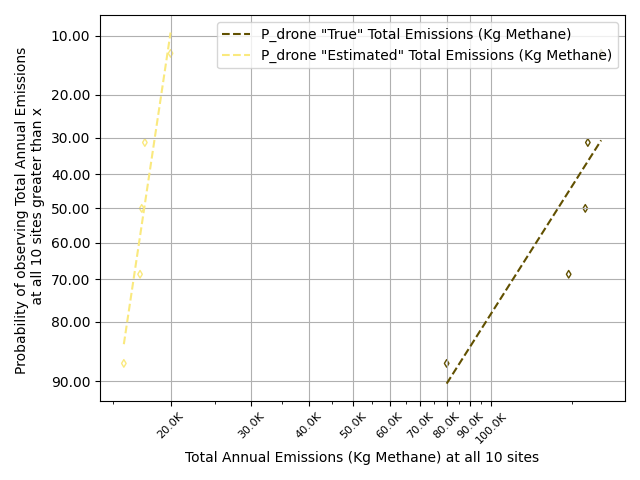 P_drone "True" Total Emissions (Kg Methane)
P_drone "Estimated" Total Emissions (Kg Methane)
Probability of observing Total Annual Emissions
at all 10 sites greater than x
10.00
20.00
30.00
40.00
50.00
60.00
70.00
80.00
90.00
20.0K
30.0K
40.0K
50.0K
60.0K
70.0K
80.0K
90.0K
100.0K
Total Annual Emissions (Kg Methane) at all 10 sites